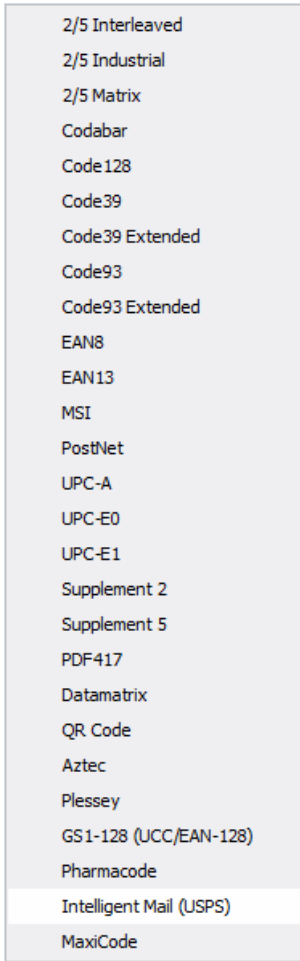 2/5 Interleaved
2/5 Industrial
2/5 Matrix
Codabar
Code128
Code39
Code39 Extended
Code93
Code93 Extended
EAN8
EAN13
MSI
PostNet
UPC-A
UPC-E0
UPC-E1
Supplement 2
Supplement 5
PDF417
Datamatrix
QR Code
Aztec
Plessey
GS1-128 (UCC/EAN-128)
Pharmacode
Intelligent Mail (USPS)
MaxiCode